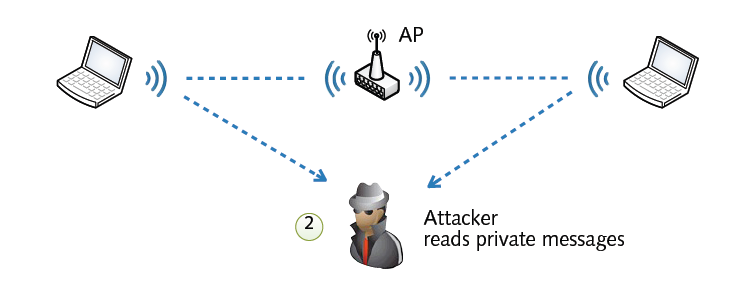 AP
2
Attacker
reads private messages